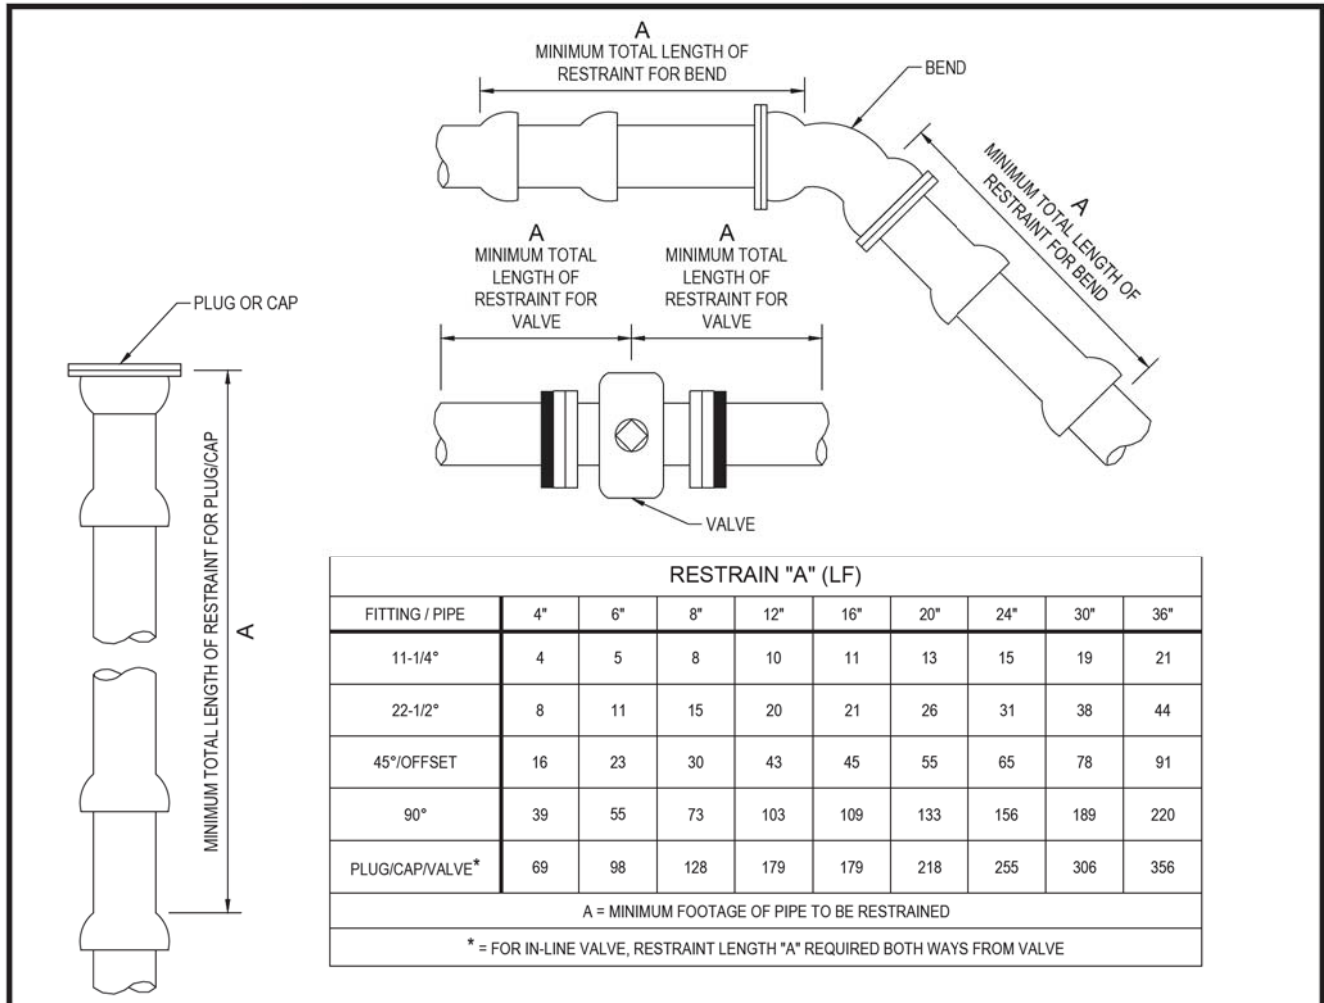 A
MINIMUM TOTAL LENGTH OF
RESTRAINT FOR BEND
BEND
A
MINIMUM TOTAL LENGTH OF
RESTRAINT FOR BEND
A
MINIMUM TOTAL
LENGTH OF
RESTRAINT FOR
VALVE
A
MINIMUM TOTAL
LENGTH OF
RESTRAINT FOR
VALVE
VALVE
PLUG OR CAP
MINIMUM TOTAL LENGTH OF RESTRAINT FOR PLUG/CAP
A
RESTRAIN "A" (LF)
FITTING / PIPE 4" 6" 8" 12" 16" 20" 24" 30" 36"
11-1/4° 4 5 8 10 11 13 15 19 21
22-1/2° 8 11 15 20 21 26 31 38 44
45°/OFFSET 16 23 30 43 45 55 65 78 91
90° 39 55 73 103 109 133 156 189 220
PLUG/CAP/VALVE* 69 98 128 179 179 218 255 306 356
A = MINIMUM FOOTAGE OF PIPE TO BE RESTRAINED
* = FOR IN-LINE VALVE, RESTRAINT LENGTH "A" REQUIRED BOTH WAYS FROM VALVE